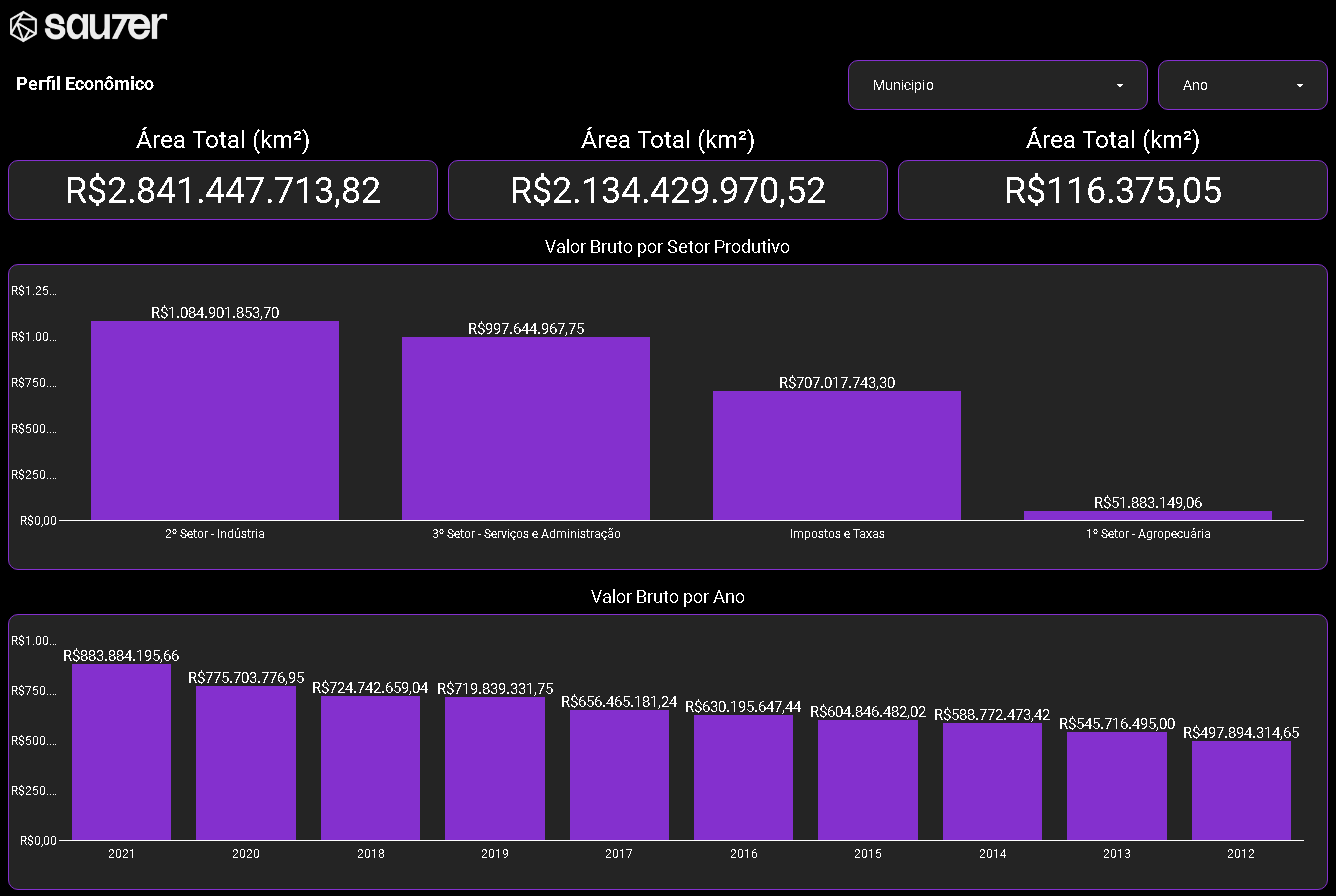 sau7er
Perfil Econômico
Municipio
Ano
Área Total (km²)
Área Total (km²)
Área Total (km²)
R$2.841.447.713,82
R$2.134.429.970,52
R$116.375,05
Valor Bruto por Setor Produtivo
R$1.25...
R$1.00...
R$750....
R$500....
R$250....
R$0,00
R$1.084.901.853,70
R$997.644.967,75
R$707.017.743,30
R$51.883.149,06
2º Setor - Indústria
3º Setor - Serviços e Administração
Impostos e Taxas
1º Setor - Agropecuária
Valor Bruto por Ano
R$1.00...
R$750....
R$500....
R$250....
R$0,00
R$883.884.195,66
R$775.703.776,95
R$724.742.659,04
R$719.839.331,75
R$656.465.181,24
R$630.195.647,44
R$604.846.482,02
R$588.772.473,42
R$545.716.495,00
R$497.894.314,65
2021
2020
2018
2019
2017
2016
2015
2014
2013
2012